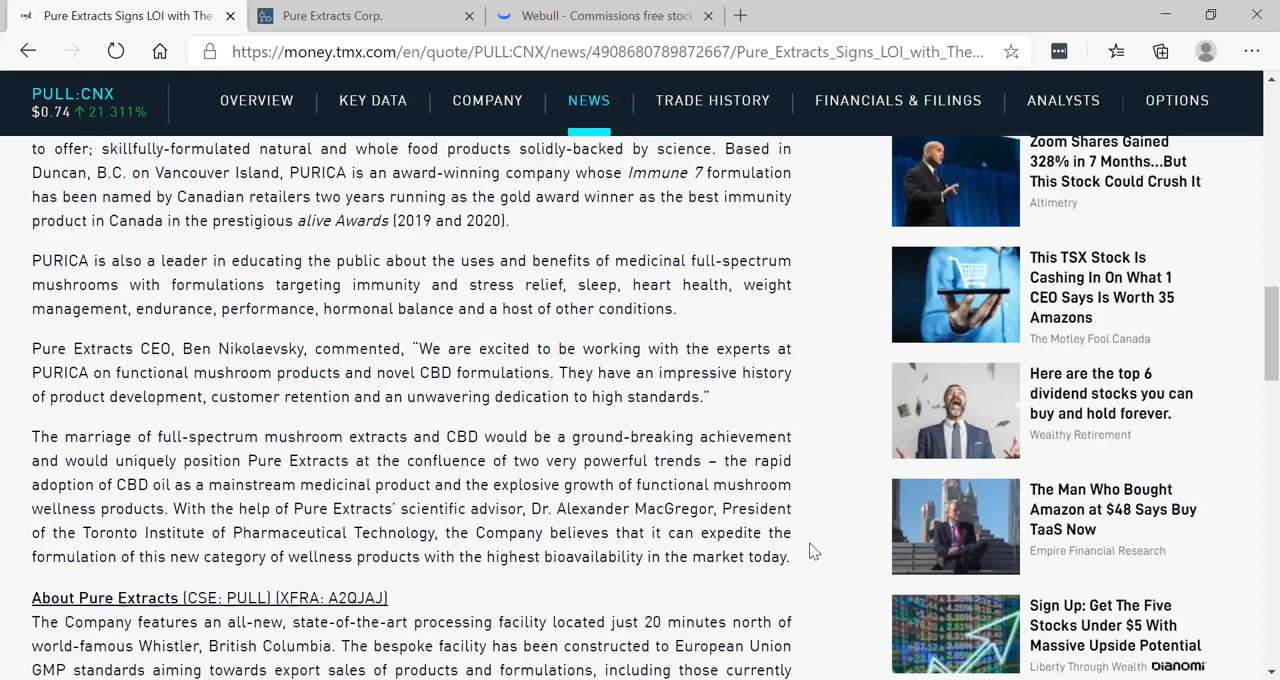 Pure Extracts Signs LOI with The
Pure Extracts Corp.
Webull - Commissions free stoc
https://money.tmx.com/en/quote/PULL:CNX/news/4908680789872667/Pure_Extracts_Signs_LOI_with_The...
PULL:CNX
$0.74 ↑ 21.311%
OVERVIEW
KEY DATA
COMPANY
NEWS
TRADE HISTORY
FINANCIALS & FILINGS
ANALYSTS
OPTIONS
to offer; skillfully-formulated natural and whole food products solidly-backed by science. Based in
Duncan, B.C. on Vancouver Island, PURICA is an award-winning company whose Immune 7 formulation
has been named by Canadian retailers two years running as the gold award winner as the best immunity
product in Canada in the prestigious alive Awards (2019 and 2020).
PURICA is also a leader in educating the public about the uses and benefits of medicinal full-spectrum
mushrooms with formulations targeting immunity and stress relief, sleep, heart health, weight
management, endurance, performance, hormonal balance and a host of other conditions.
Pure Extracts CEO, Ben Nikolaevsky, commented, “We are excited to be working with the experts at
PURICA on functional mushroom products and novel CBD formulations. They have an impressive history
of product development, customer retention and an unwavering dedication to high standards.”
The marriage of full-spectrum mushroom extracts and CBD would be a ground-breaking achievement
and would uniquely position Pure Extracts at the confluence of two very powerful trends – the rapid
adoption of CBD oil as a mainstream medicinal product and the explosive growth of functional mushroom
wellness products. With the help of Pure Extracts’ scientific advisor, Dr. Alexander MacGregor, President
of the Toronto Institute of Pharmaceutical Technology, the Company believes that it can expedite the
formulation of this new category of wellness products with the highest bioavailability in the market today.
About Pure Extracts (CSE: PULL) (XFRA: A2QJAJ)
The Company features an all-new, state-of-the-art processing facility located just 20 minutes north of
world-famous Whistler, British Columbia. The bespoke facility has been constructed to European Union
GMP standards aiming towards export sales of products and formulations, including those currently
Zoom Shares Gained
328% in 7 Months...But
This Stock Could Crush It
Altimetry
This TSX Stock Is
Cashing In On What 1
CEO Says Is Worth 35
Amazons
The Motley Fool Canada
Here are the top 6
dividend stocks you can
buy and hold forever.
Wealthy Retirement
The Man Who Bought
Amazon at $48 Says Buy
TaaS Now
Empire Financial Research
Sign Up: Get The Five
Stocks Under $5 With
Massive Upside Potential
Liberty Through Wealth Dianomi